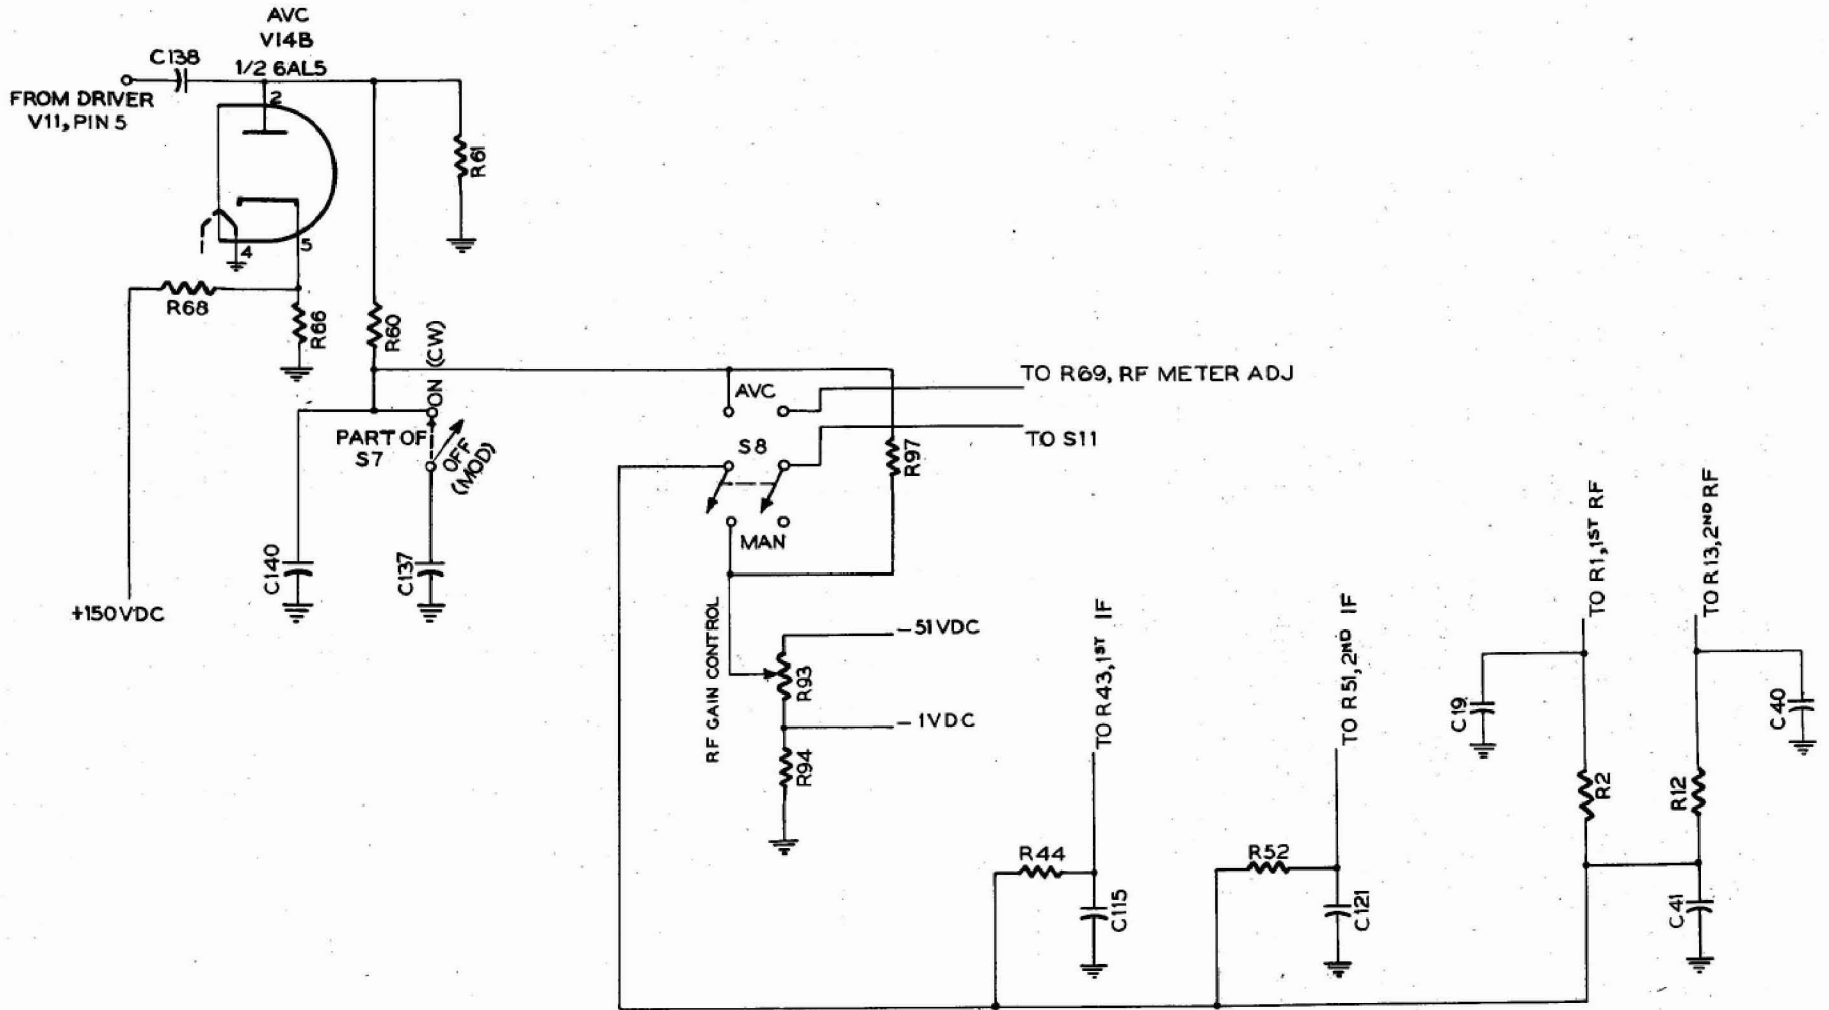 AVC
V14B
1/2 6AL5
C138
FROM DRIVER
V11, PIN 5
2
R61
4
5
R68
R66
R60
ON (CW)
PART OF
S7
OFF
(MOD)
C140
C137
+150VDC
AVC
S8
MAN
TO R69, RF METER ADJ
TO S11
R97
RF GAIN CONTROL
-51VDC
R93
-1VDC
R94
TO R43, 1ST IF
R44
C115
TO R51, 2ND IF
R52
C121
TO R1, 1ST RF
C19
R2
TO R13, 2ND RF
C40
R12
C41